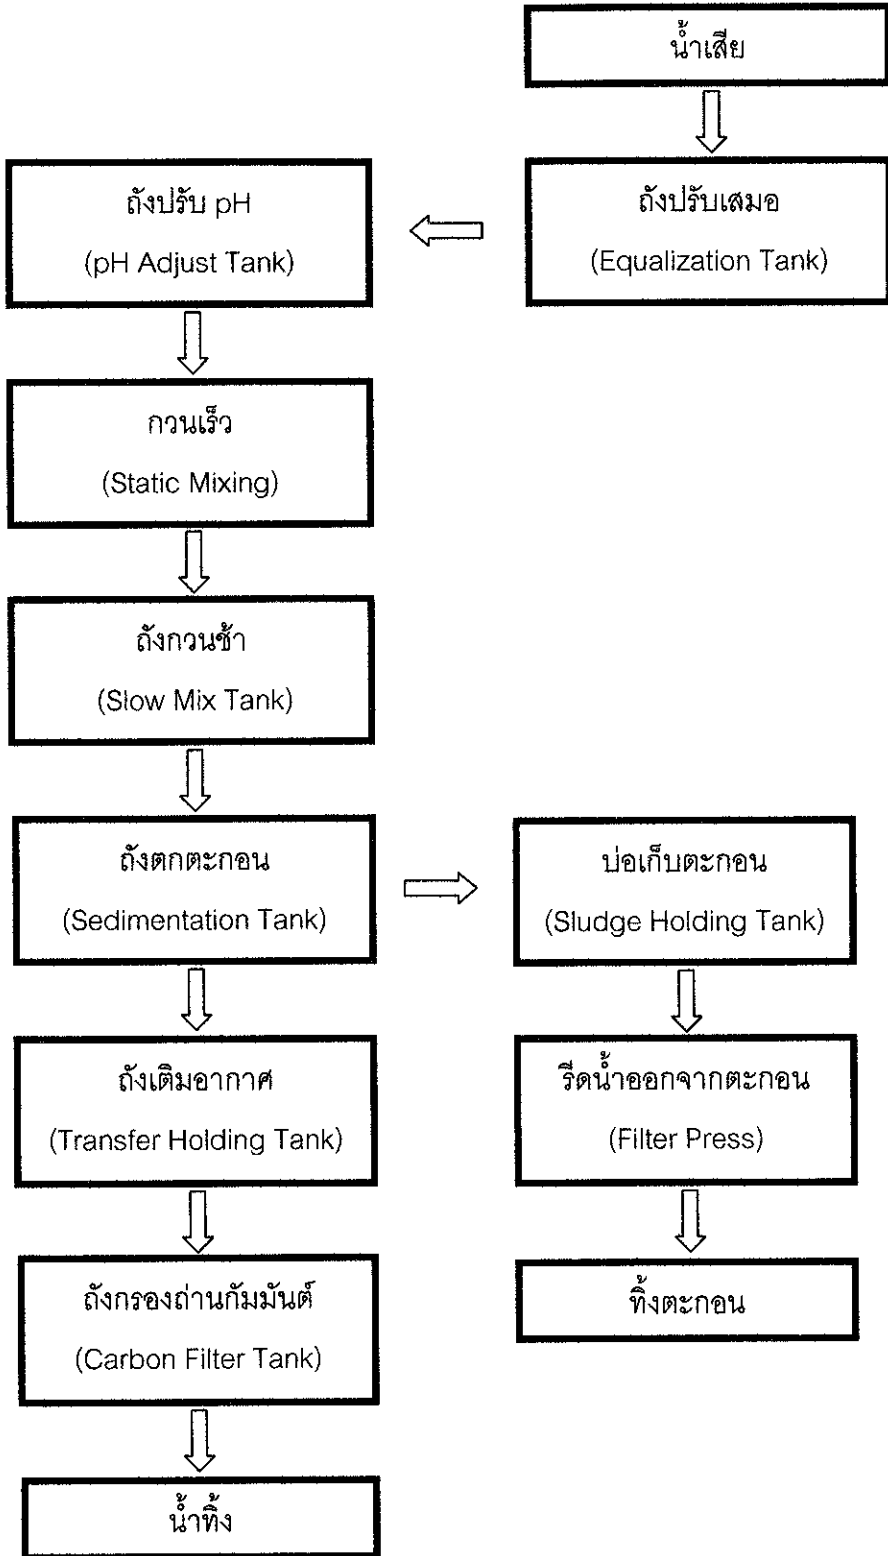 น้ำเสีย
ถังปรับเสมอ
(Equalization Tank)
ถังปรับ pH
(pH Adjust Tank)
กวนเร็ว
(Static Mixing)
ถังกวนช้า
(Slow Mix Tank)
ถังตกตะกอน
(Sedimentation Tank)
บ่อเก็บตะกอน
(Sludge Holding Tank)
ถังเติมอากาศ
(Transfer Holding Tank)
รีดน้ำออกจากตะกอน
(Filter Press)
ถังกรองถ่านกัมมันต์
(Carbon Filter Tank)
ทิ้งตะกอน
น้ำทิ้ง